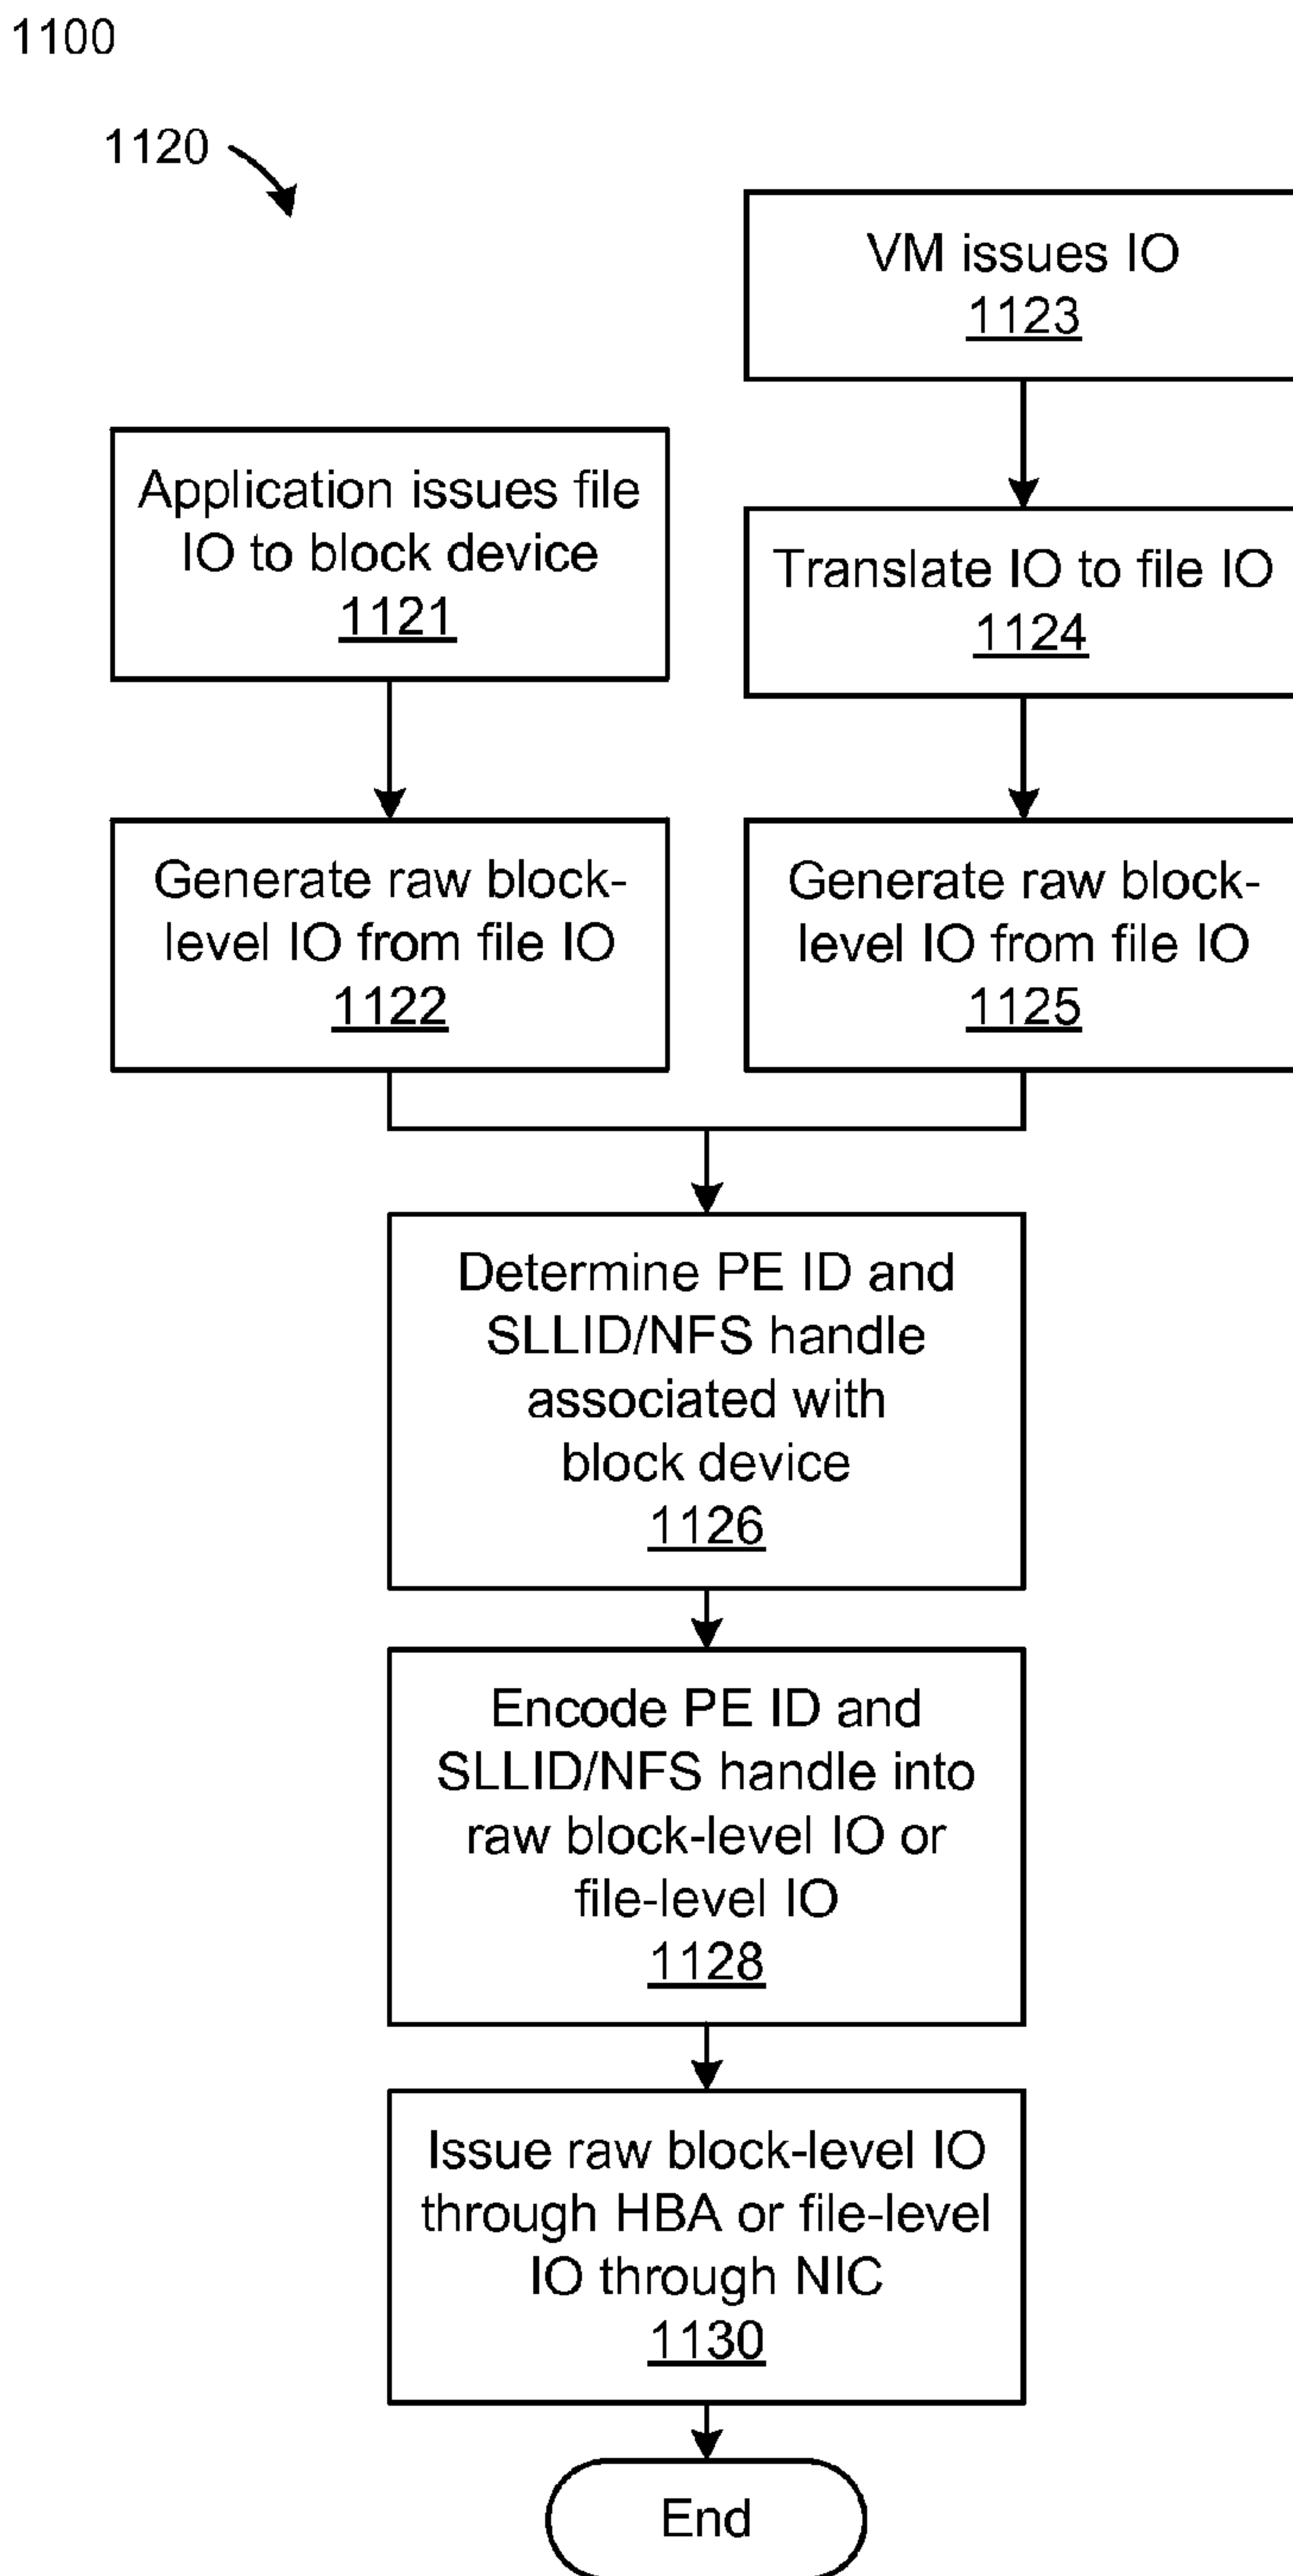 1100
1120
VM issues IO
1123
Application issues file
IO to block device
1121
Translate IO to file IO
1124
Generate raw block-
level IO from file IO
1122
Generate raw block-
level IO from file IO
1125
Determine PE ID and
SLLID/NFS handle
associated with
block device
1126
Encode PE ID and
SLLID/NFS handle into
raw block-level IO or
file-level IO
1128
Issue raw block-level IO
through HBA or file-level
IO through NIC
1130
End